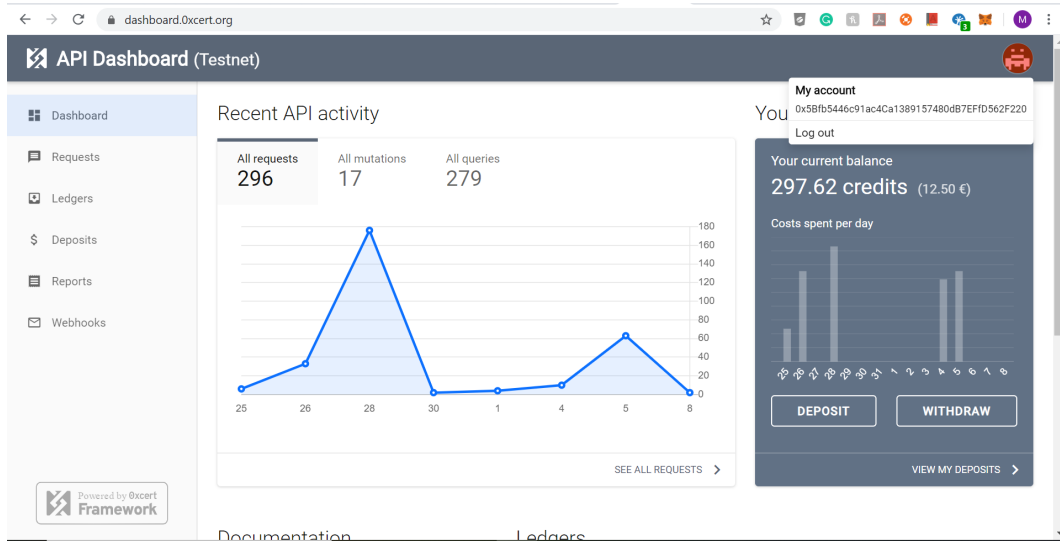 dashboard.0xcert.org
3
M
API Dashboard (Testnet)
My account
0x5Bfb5446c91ac4Ca1389157480dB7EFfD562F220
Log out
Dashboard
Requests
Ledgers
$ Deposits
Reports
Webhooks
Powered by 0xcert
Framework
Recent API activity
All requests
296
All mutations
17
All queries
279
180
160
140
120
100
80
60
40
20
0
25 26 28 30 1 4 5 8
SEE ALL REQUESTS
You
Your current balance
297.62 credits (12.50 €)
Costs spent per day
25 26 27 28 29 30 31 1 2 3 4 5 6 7 8
DEPOSIT
WITHDRAW
VIEW MY DEPOSITS
Documentation
Ledgers